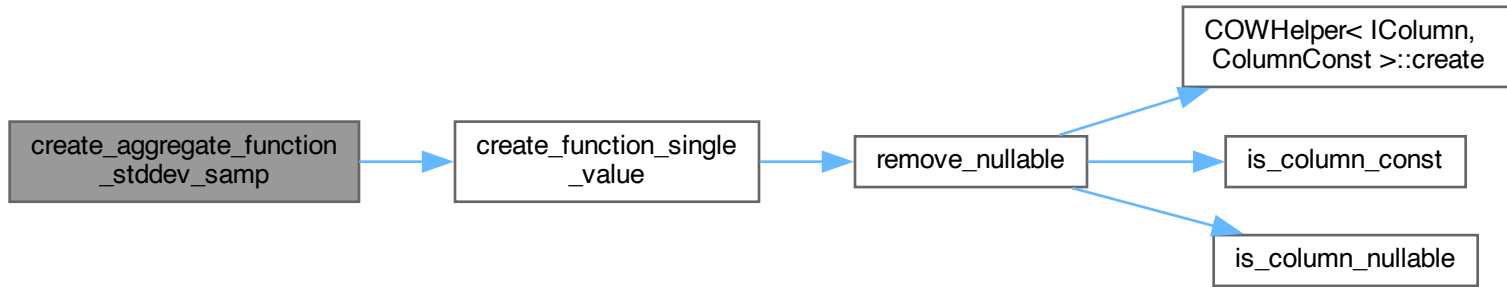 create_aggregate_function
_stddev_samp
create_function_single
_value
remove_nullable
COWHelper< IColumn,
ColumnConst >::create
is_column_const
is_column_nullable